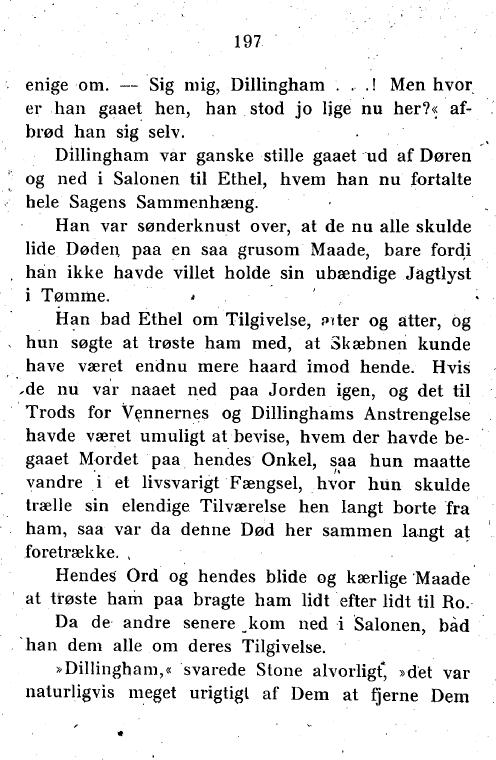 197
enige om. — Sig mig, Dillingham . . .! Men hvor
er han gaaet hen, han stod jo lige nu her?« af-
brød han sig selv.
Dillingham var ganske stille gaaet ud af Døren
og ned i Salonen til Ethel, hvem han nu fortalte
hele Sagens Sammenhæng.
Han var sønderknust over, at de nu alle skulde
lide Døden paa en saa grusom Maade, bare fordi
han ikke havde villet holde sin ubændige Jagtlyst
i Tømme.
Han bad Ethel om Tilgivelse, atter og atter, og
hun søgte at trøste ham med, at Skæbnen kunde
have været endnu mere haard imod hende. Hvis
de nu var naaet ned paa Jorden igen, og det til
Trods for Vennernes og Dillinghams Anstrengelse
havde været umuligt at bevise, hvem der havde be-
gaaet Mordet paa hendes Onkel, saa hun maatte
vandre i et livsvarigt Fængsel, hvor hun skulde
trælle sin elendige Tilværelse hen langt borte fra
ham, saa var da denne Død her sammen langt at
foretrække.
Hendes Ord og hendes blide og kærlige Maade
at trøste ham paa bragte ham lidt efter lidt til Ro.
Da de andre senere kom ned i Salonen, bad
han dem alle om deres Tilgivelse.
»Dillingham,« svarede Stone alvorligt, »det var
naturligvis meget urigtigt af Dem at fjerne Dem